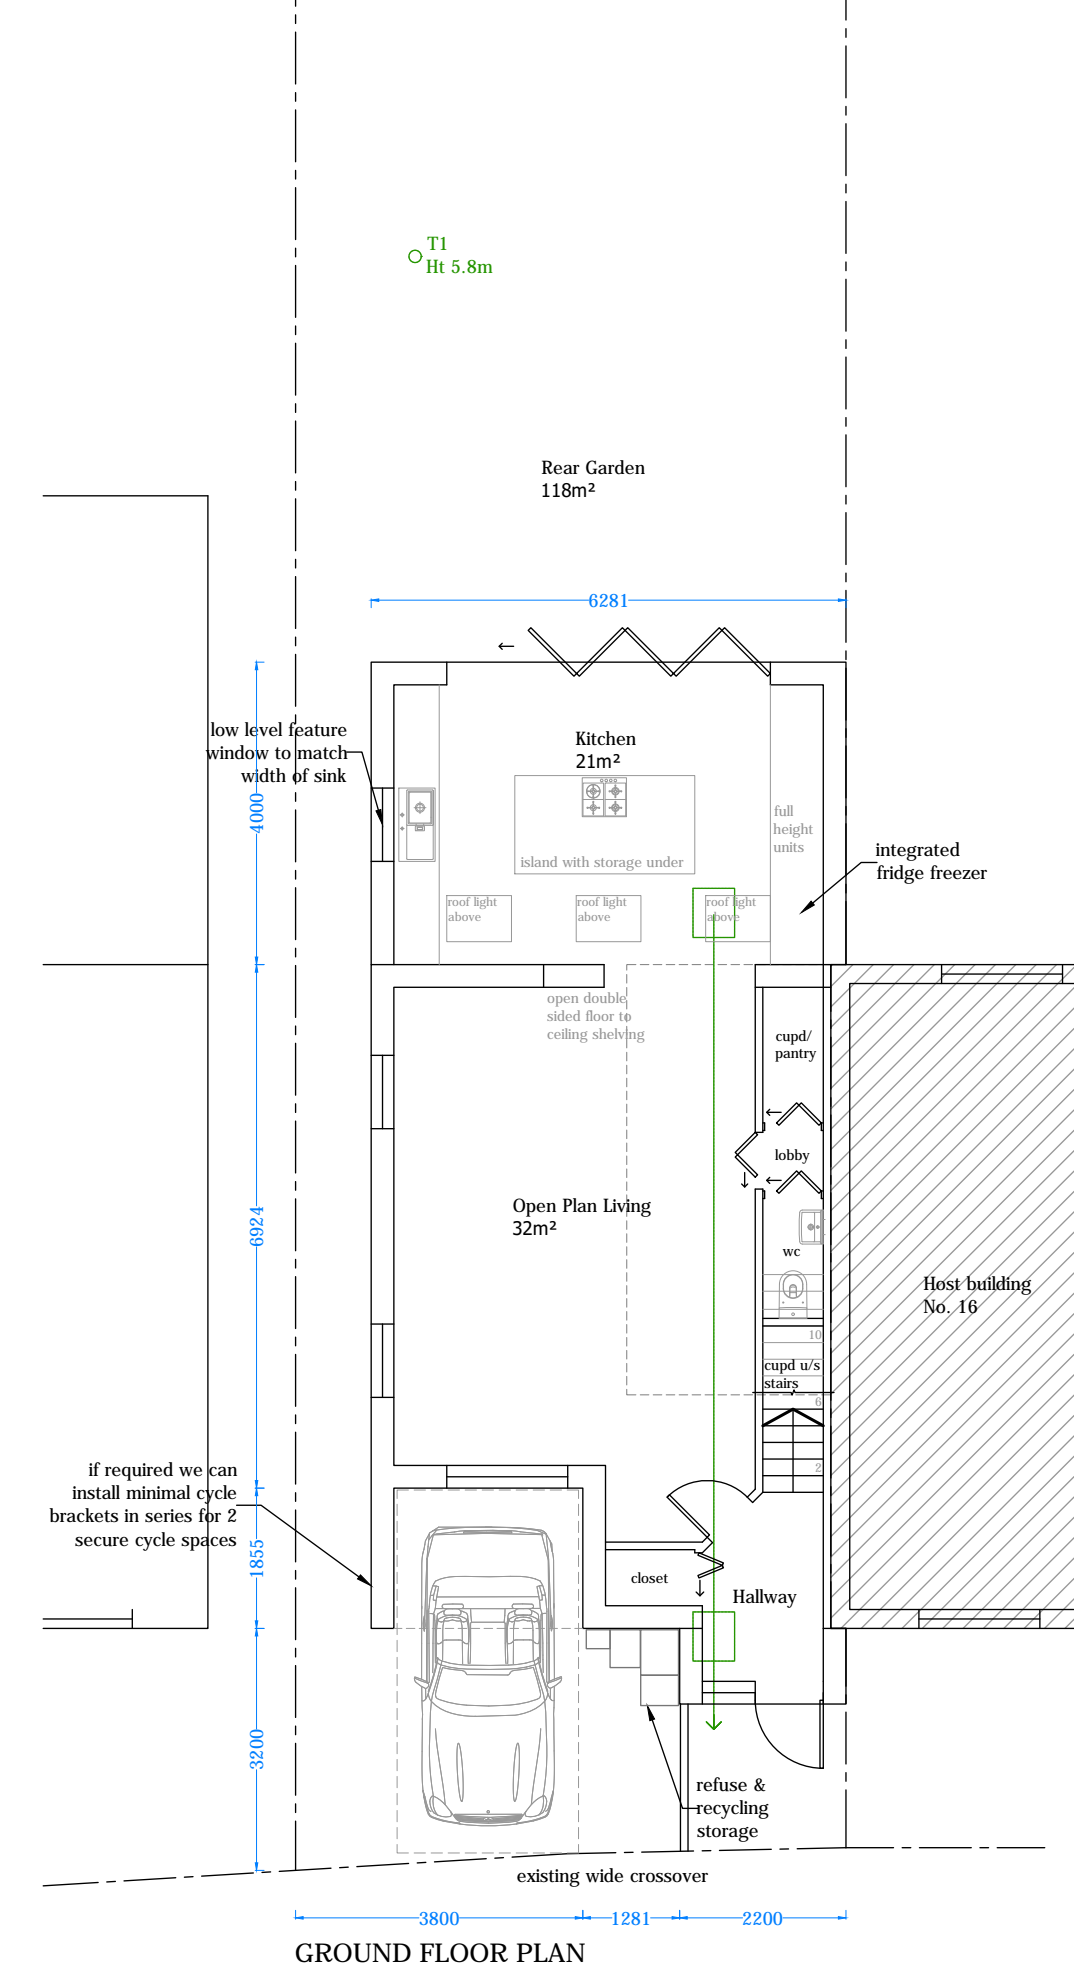 T1
Ht 5.8m
Rear Garden
118m²
6281
low level feature
window to match
width of sink
4000
Kitchen
21m²
full
height
units
island with storage under
integrated
fridge freezer
roof light
above
roof light
above
roof light
above
open double
sided floor to
ceiling shelving
cupd/
pantry
lobby
6924
Open Plan Living
32m²
wc
Host building
No. 16
10
cupd u/s
stairs
6
2
if required we can
install minimal cycle
brackets in series for 2
secure cycle spaces
1855
closet
Hallway
3200
refuse &
recycling
storage
existing wide crossover
3800
1281
2200
GROUND FLOOR PLAN